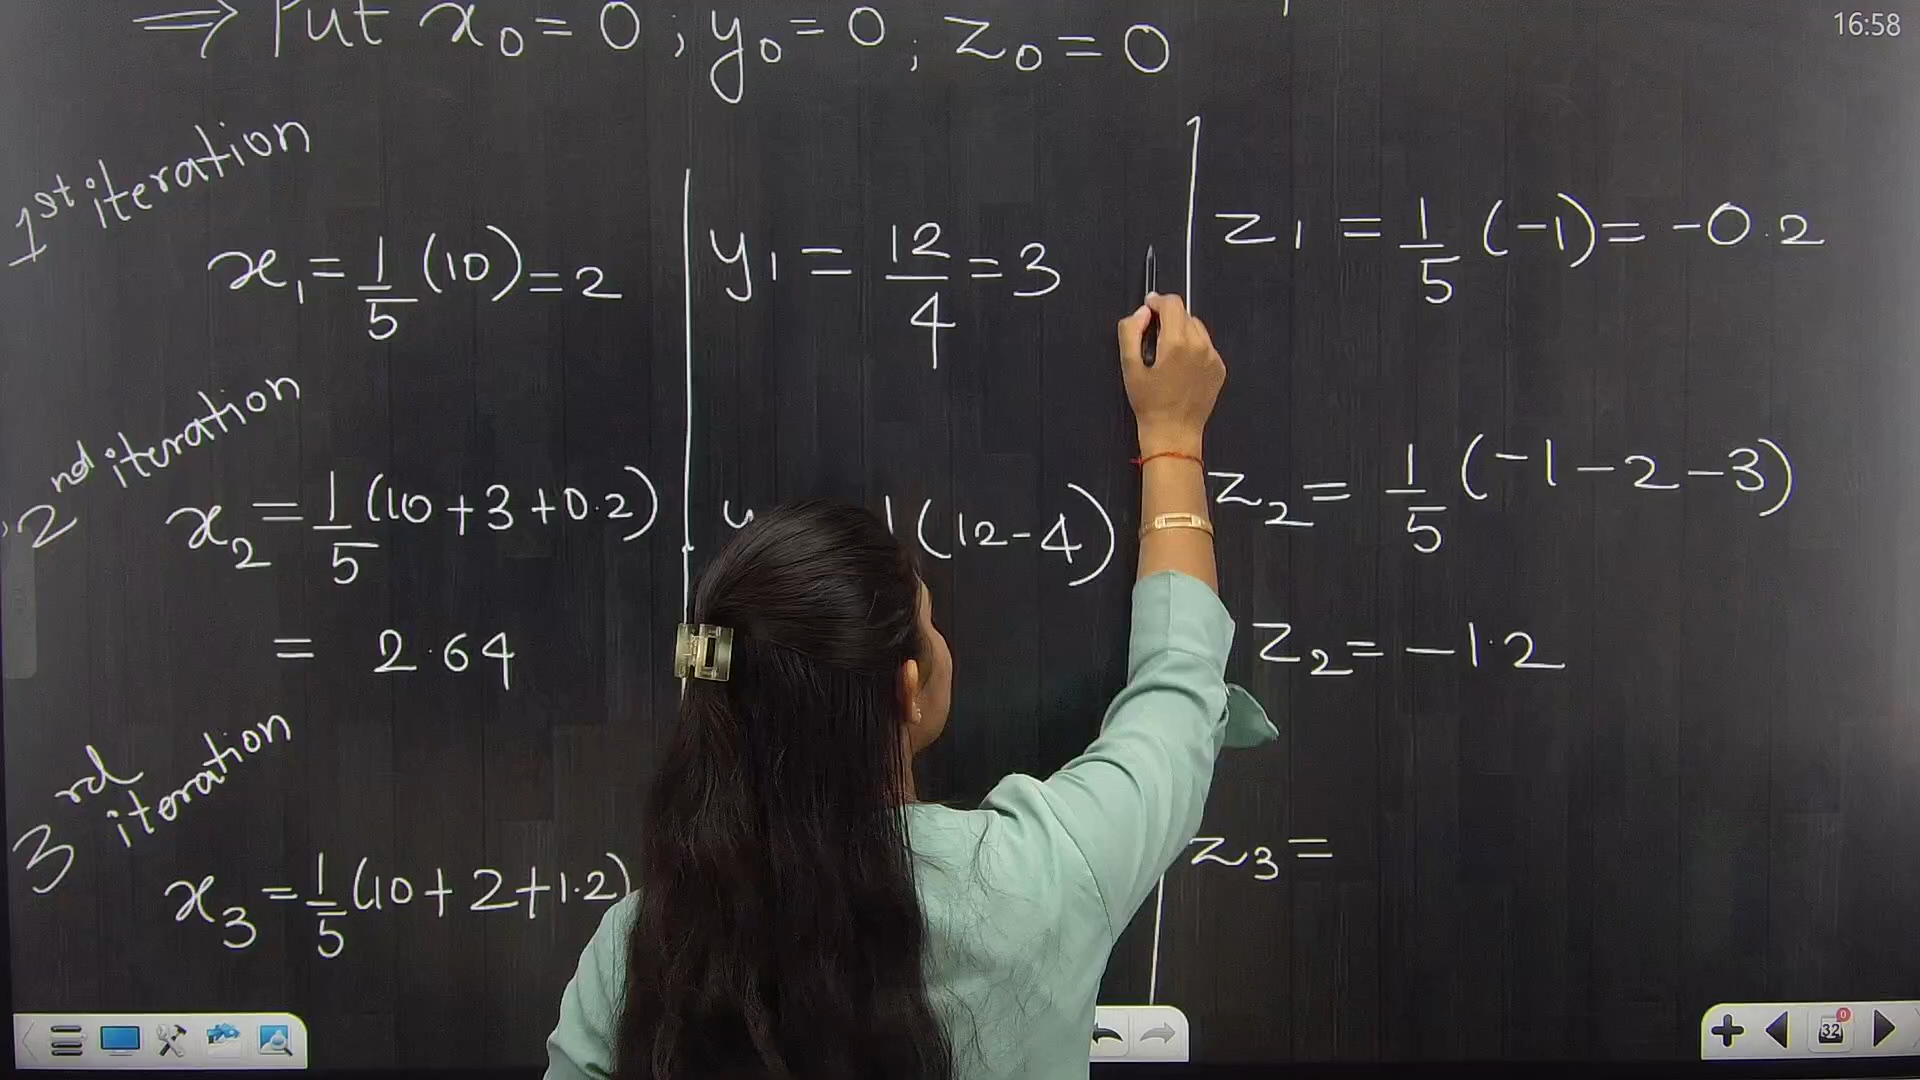 ⇒ Put x₀ = 0 ; y₀ = 0 ; z₀ = 0
16:58
1st iteration
x₁ = 1/5 (10) = 2
y₁ = 12/4 = 3
z₁ = 1/5 (-1) = -0.2
2nd iteration
x₂ = 1/5 (10 + 3 + 0.2)
(12-4)
z₂ = 1/5 (-1 - 2 - 3)
= 2.64
z₂ = -1.2
3rd iteration
x₃ = 1/5 (10 + 2 + 1.2)
z₃ =
32
0